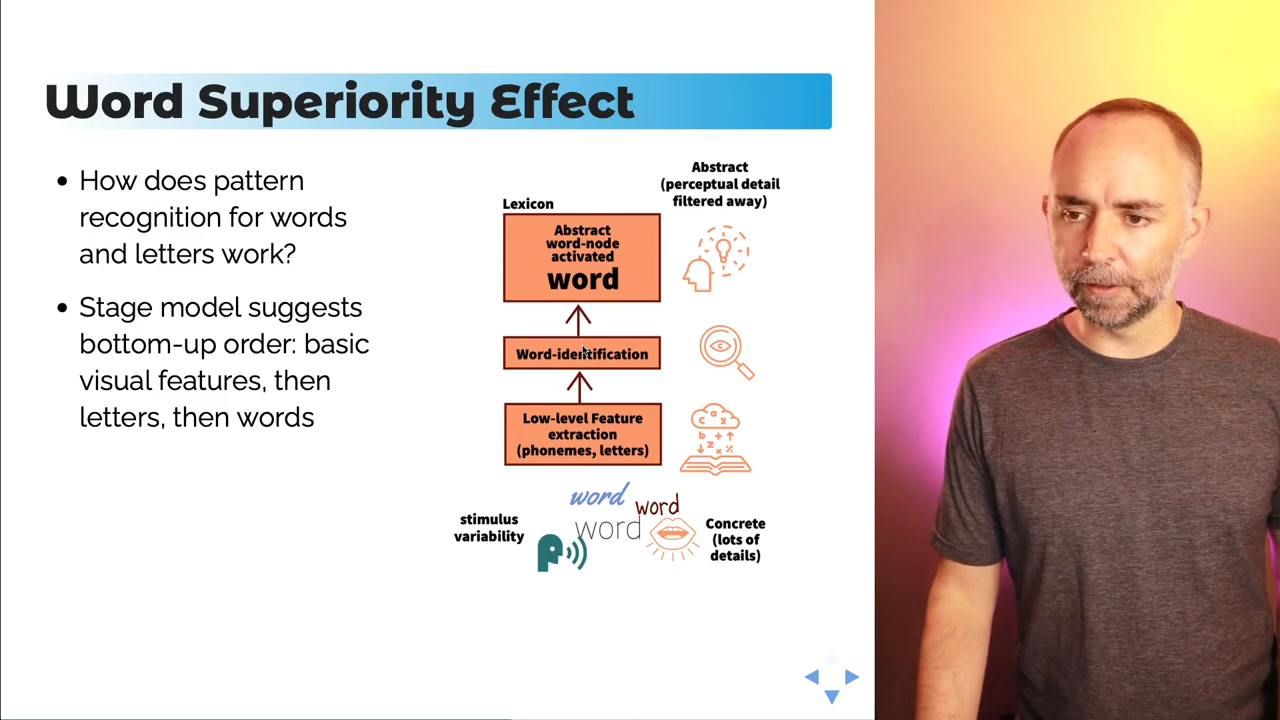 Word Superiority Effect
• How does pattern
recognition for words
and letters work?
• Stage model suggests
bottom-up order: basic
visual features, then
letters, then words
Abstract
(perceptual detail
filtered away)
Lexicon
Abstract
word-node
activated
word
Word-identification
Low-level Feature
extraction
(phonemes, letters)
c a y
b + ↑
↓ z x %
word
word
word
stimulus
variability
Concrete
(lots of
details)